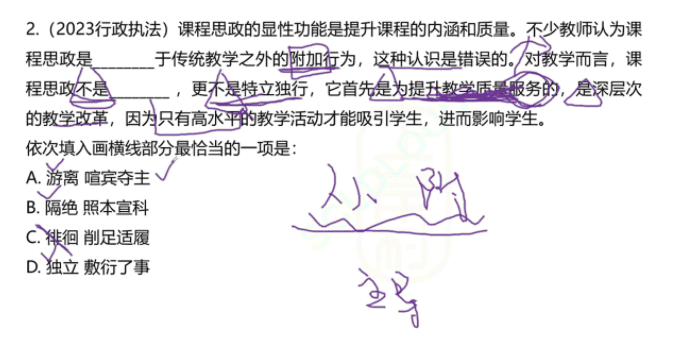 2.（2023行政执法）课程思政的显性功能是提升课程的内涵和质量。不少教师认为课
程思政是________于传统教学之外的附加行为，这种认识是错误的。对教学而言，课
程思政不是________，更不是特立独行，它首先是为提升教学质量服务的，是深层次
的教学改革，因为只有高水平的教学活动才能吸引学生，进而影响学生。
依次填入画横线部分最恰当的一项是：
A. 游离 喧宾夺主
B. 隔绝 照本宣科
C. 徘徊 削足适履
D. 独立 敷衍了事
附
主导